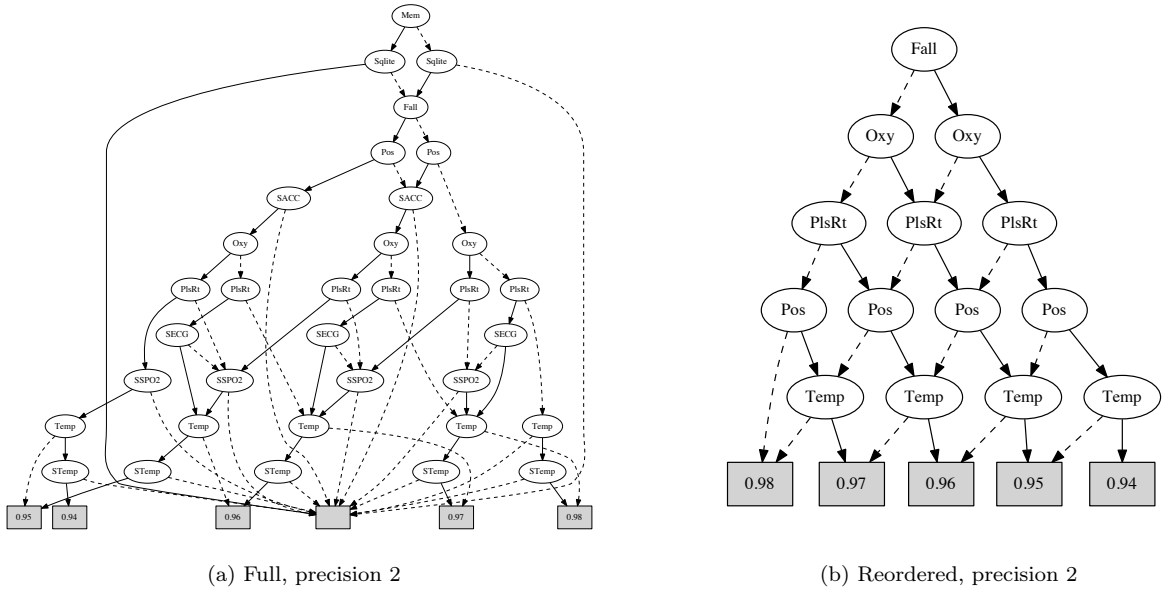 Mem
Sqlite Sqlite
Fall
Pos Pos
SACC SACC
Oxy Oxy Oxy
PlsRt PlsRt PlsRt PlsRt PlsRt PlsRt
SECG SECG SECG
SSPO2 SSPO2 SSPO2 SSPO2
Temp Temp Temp Temp Temp
STemp STemp STemp STemp STemp
0.95 0.94 0.96 0.97 0.98
(a) Full, precision 2
Fall
Oxy Oxy
PlsRt PlsRt PlsRt
Pos Pos Pos Pos
Temp Temp Temp Temp
0.98 0.97 0.96 0.95 0.94
(b) Reordered, precision 2